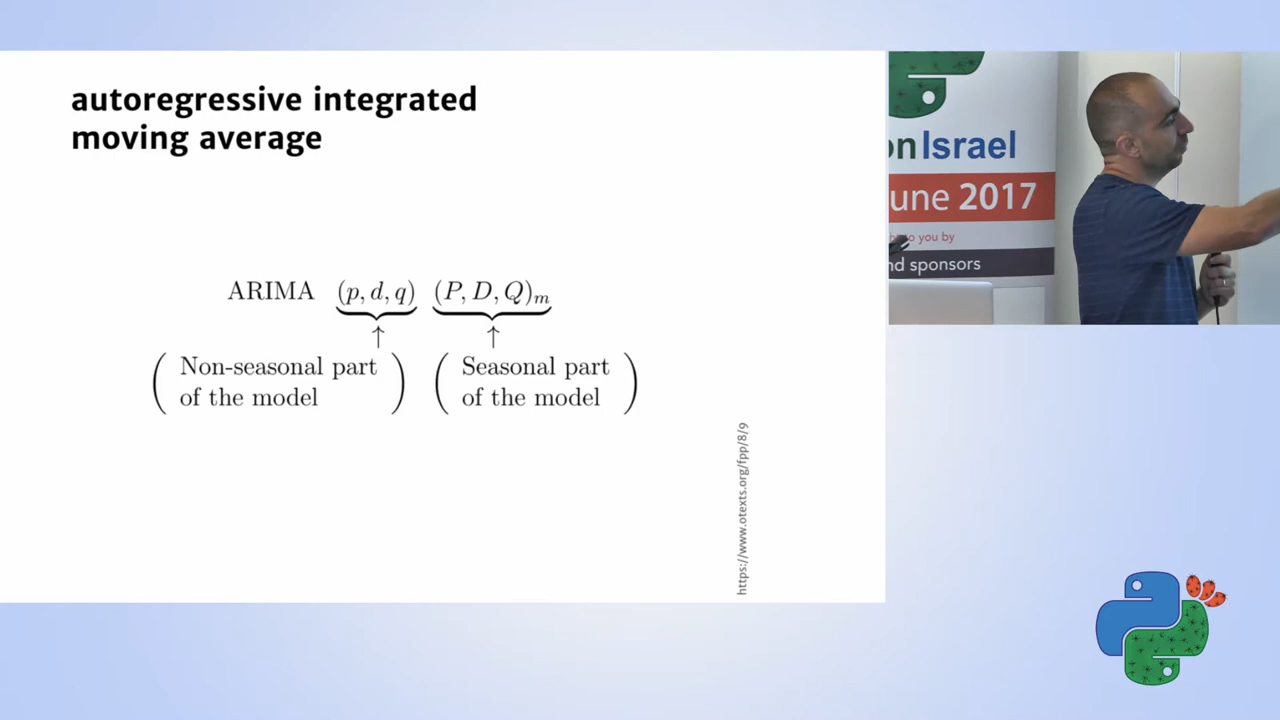 autoregressive integrated
moving average
ARIMA (p, d, q) (P, D, Q)m
↑ ↑
( Non-seasonal part of the model )
( Seasonal part of the model )
https://www.otexts.org/fpp/8/9
on Israel
une 2017
to you by
nd sponsors